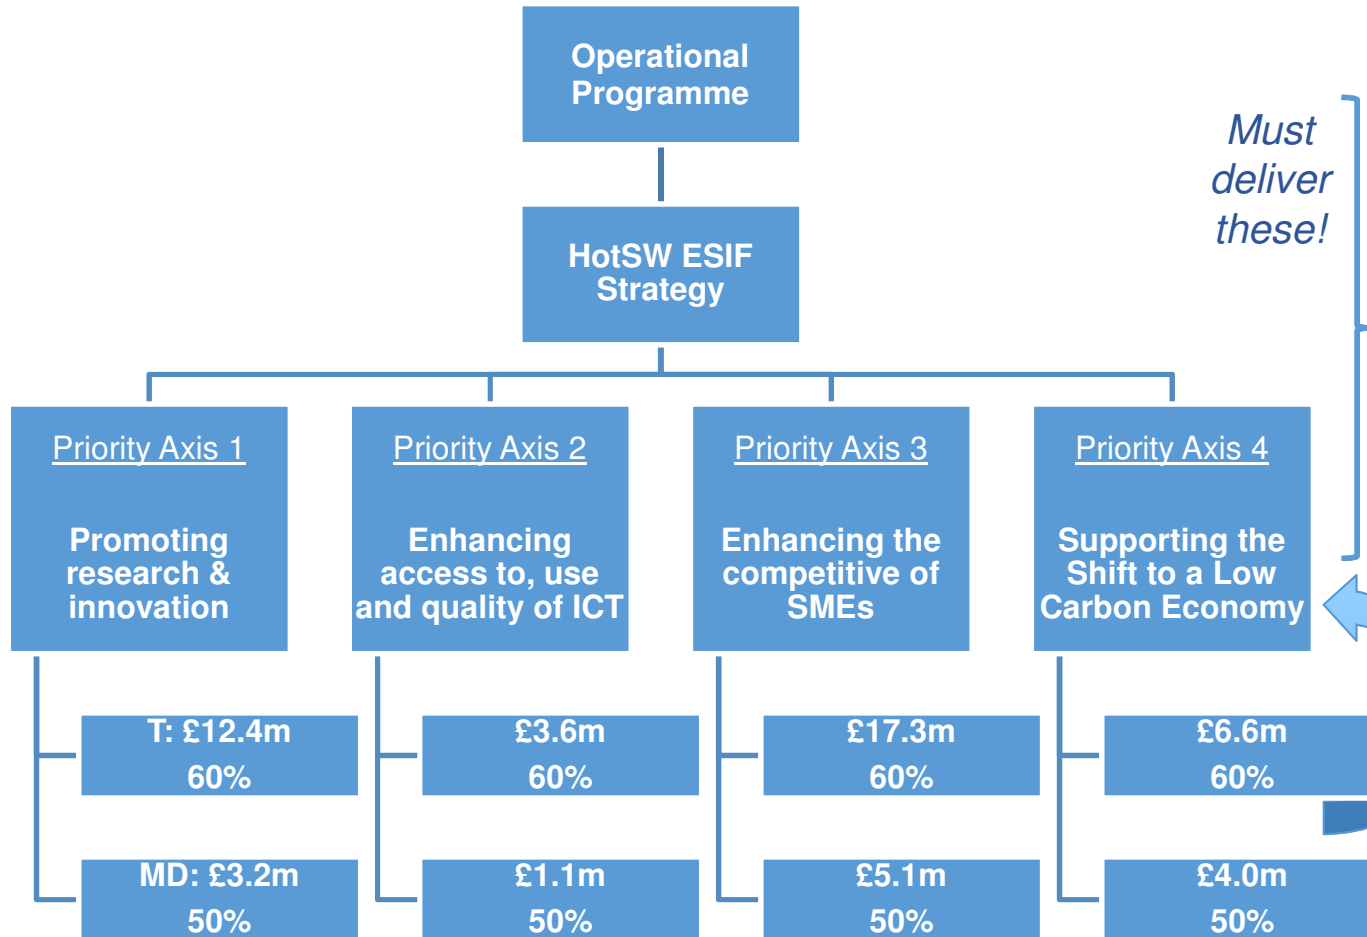 Operational
Programme
Must
deliver
these!
HotSW ESIF
Strategy
Priority Axis 1
Promoting
research &
innovation
Priority Axis 2
Enhancing
access to, use
and quality of ICT
Priority Axis 3
Enhancing the
competitive of
SMEs
Priority Axis 4
Supporting the
Shift to a Low
Carbon Economy
T: £12.4m
60%
£3.6m
60%
£17.3m
60%
£6.6m
60%
MD: £3.2m
50%
£1.1m
50%
£5.1m
50%
£4.0m
50%